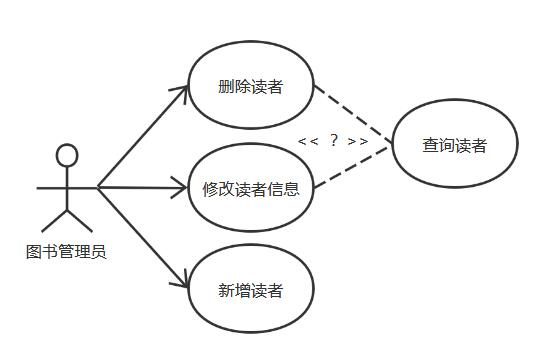 删除读者
<< ? >>
查询读者
修改读者信息
图书管理员
新增读者